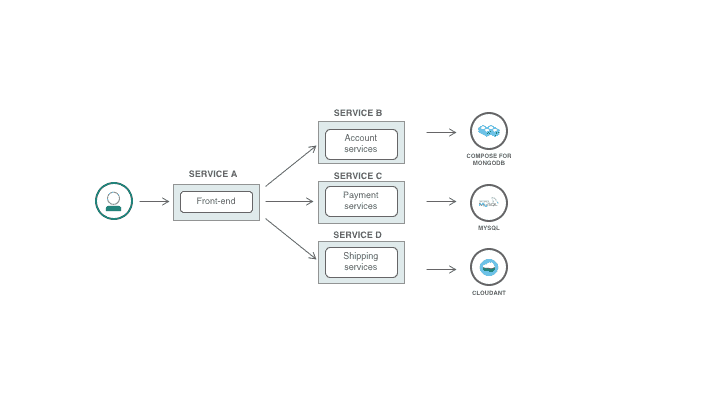 SERVICE A
Front-end
SERVICE B
Account
services
SERVICE C
Payment
services
SERVICE D
Shipping
services
COMPOSE FOR
MONGODB
MySQL
MYSQL
CLOUDANT